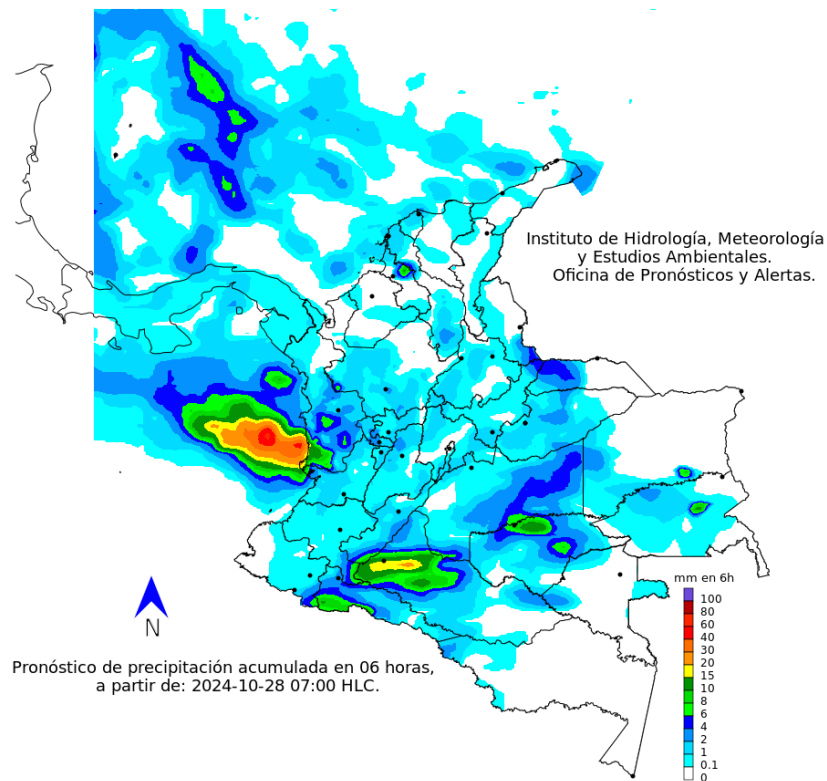 Instituto de Hidrología, Meteorología
y Estudios Ambientales.
Oficina de Pronósticos y Alertas.
mm en 6h
100
80
60
40
30
20
15
10
8
6
4
2
1
0.1
0
N
Pronóstico de precipitación acumulada en 06 horas,
a partir de: 2024-10-28 07:00 HLC.